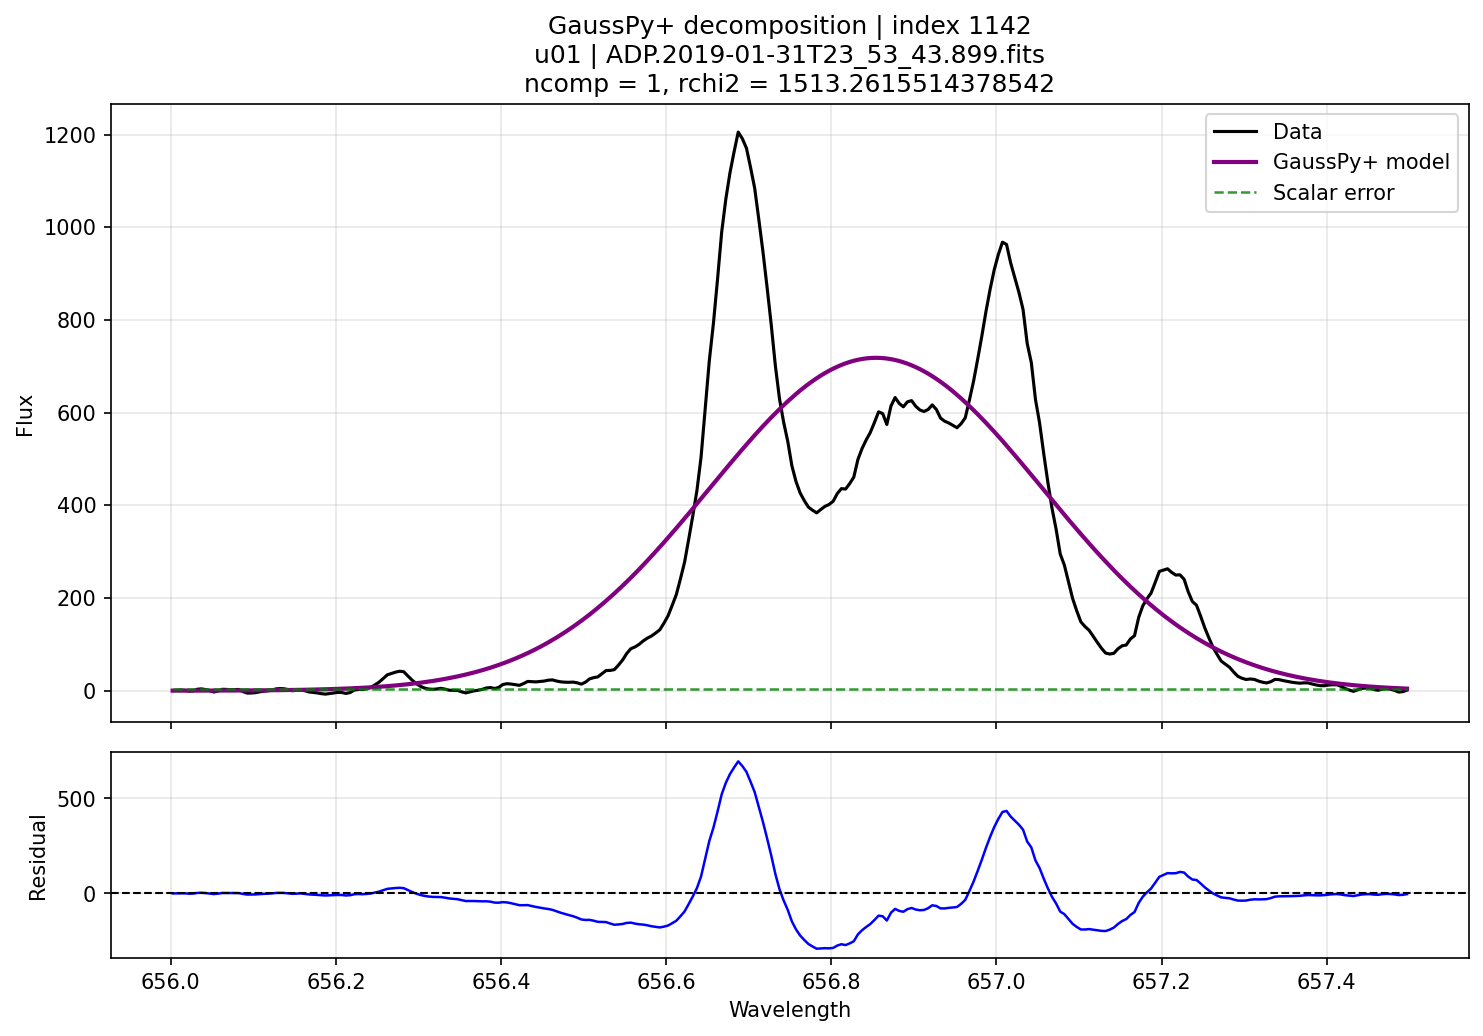 GaussPy+ decomposition | index 1142
u01 | ADP.2019-01-31T23_53_43.899.fits
ncomp = 1, rchi2 = 1513.2615514378542
Data
GaussPy+ model
Scalar error
1200
1000
800
600
400
200
0
Flux
500
0
Residual
656.0 656.2 656.4 656.6 656.8 657.0 657.2 657.4
Wavelength